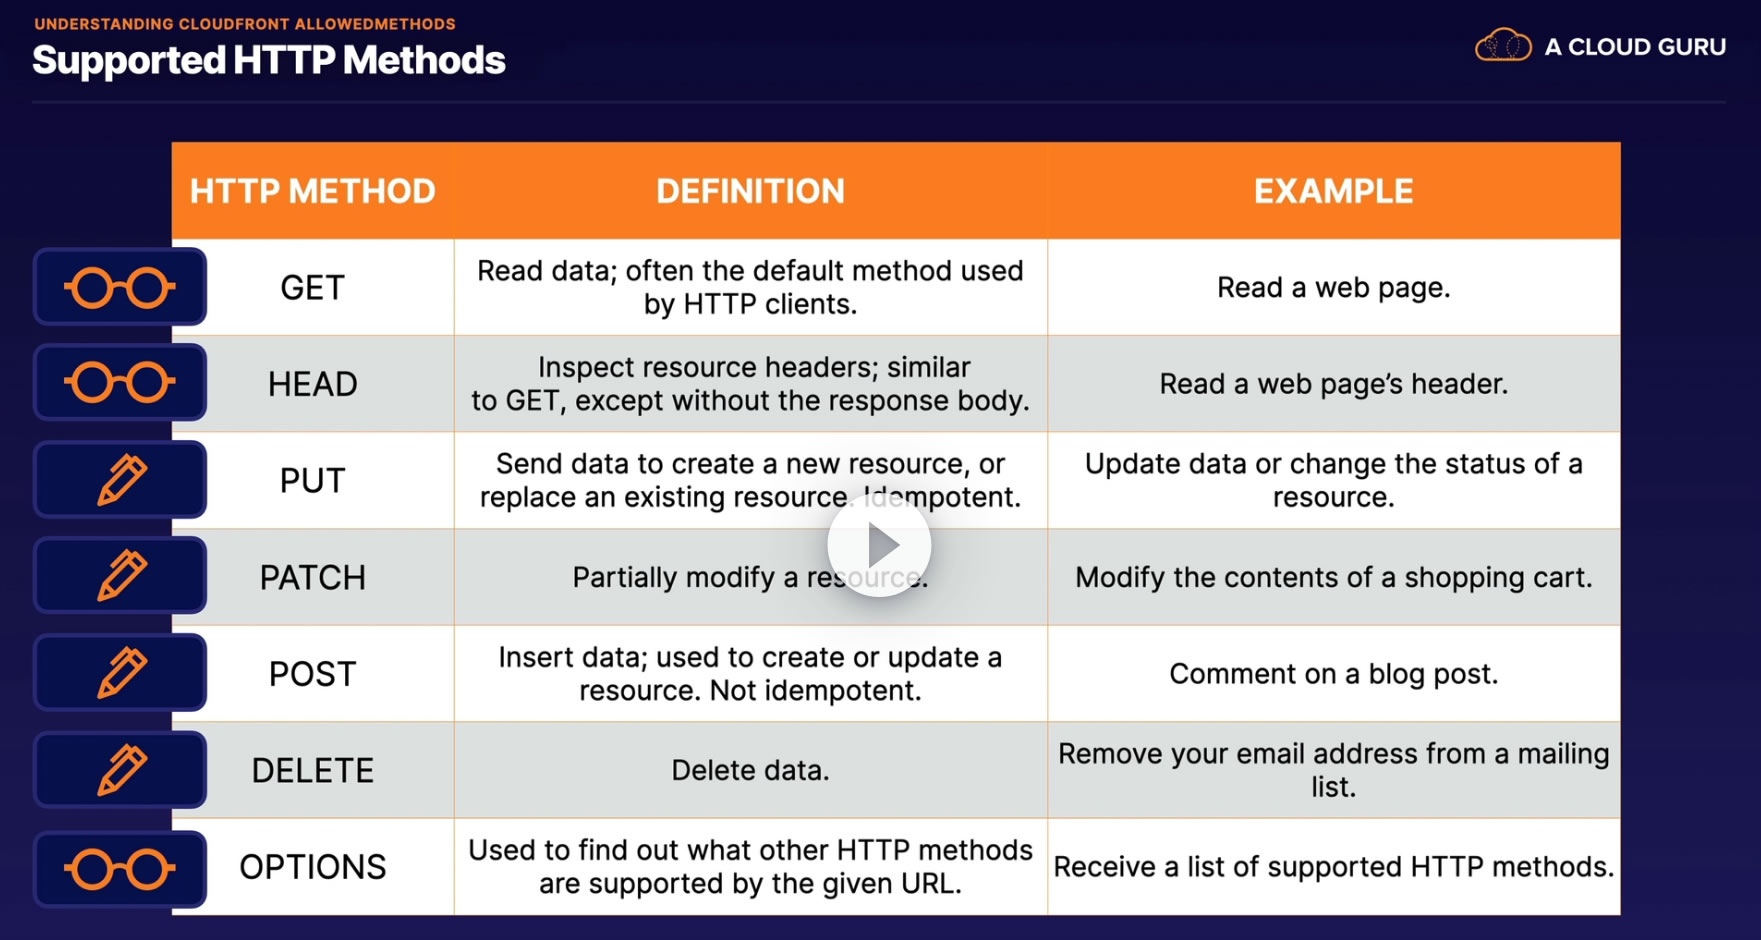 UNDERSTANDING CLOUDFRONT ALLOWEDMETHODS
Supported HTTP Methods
A CLOUD GURU
HTTP METHOD DEFINITION EXAMPLE
GET
Read data; often the default method used
by HTTP clients.
Read a web page.
HEAD
Inspect resource headers; similar
to GET, except without the response body.
Read a web page’s header.
PUT
Send data to create a new resource, or
replace an existing resource. Idempotent.
Update data or change the status of a
resource.
PATCH
Partially modify a resource.
Modify the contents of a shopping cart.
POST
Insert data; used to create or update a
resource. Not idempotent.
Comment on a blog post.
DELETE
Delete data.
Remove your email address from a mailing
list.
OPTIONS
Used to find out what other HTTP methods
are supported by the given URL.
Receive a list of supported HTTP methods.